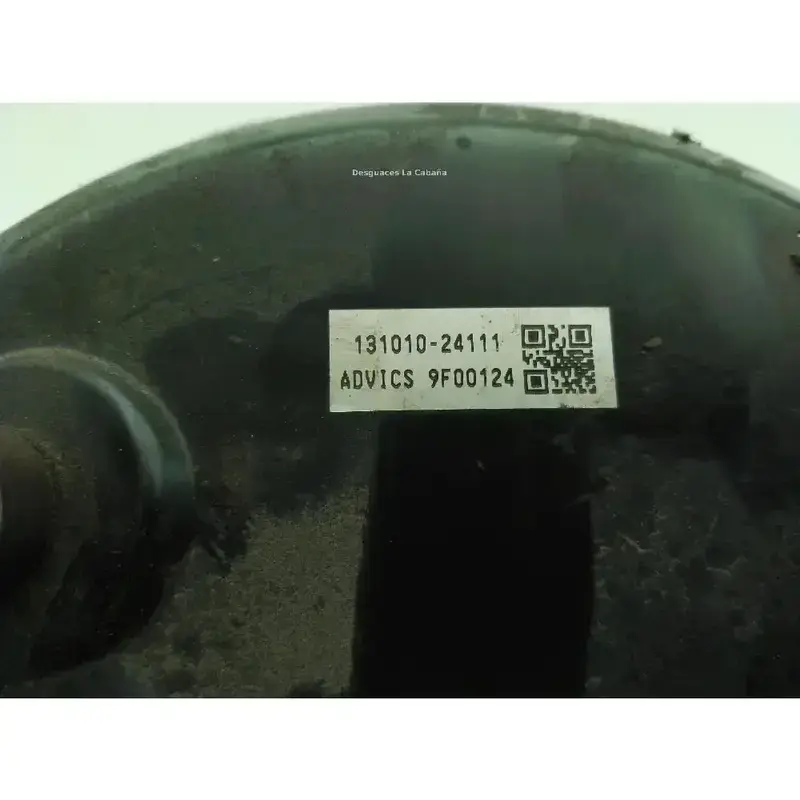 Desguaces La Cabaña
131010-24111
ADVICS 9F00124